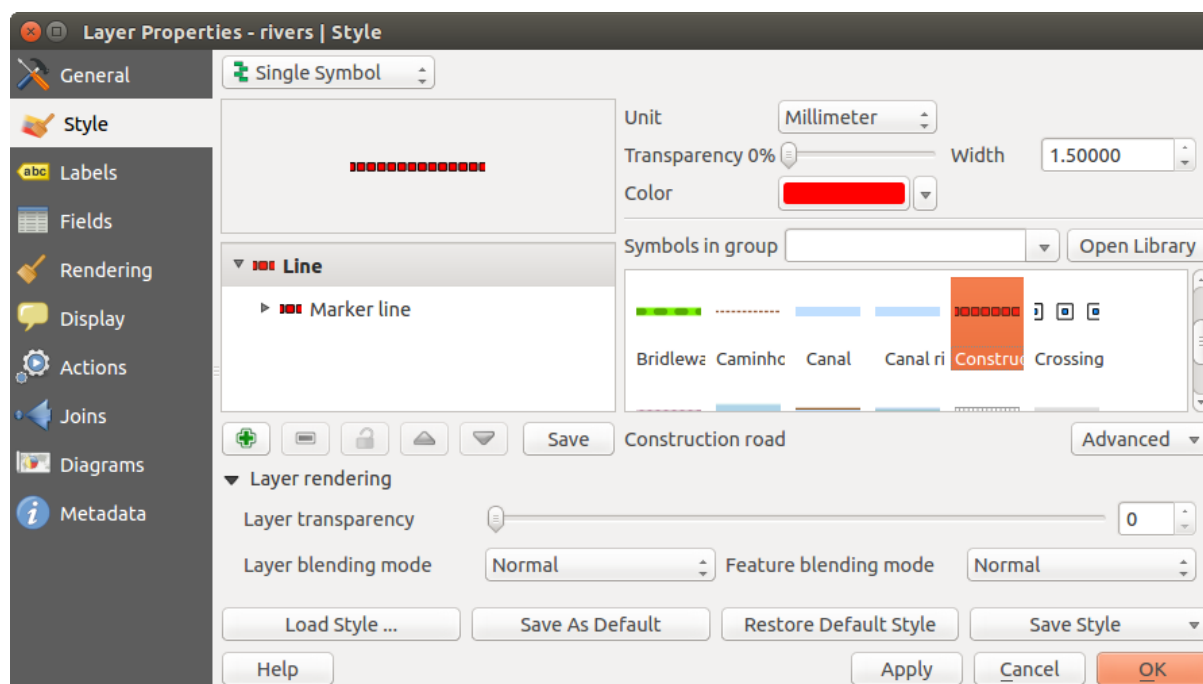 Layer Properties - rivers | Style
General
Style
abc Labels
Fields
Rendering
Display
Actions
Joins
Diagrams
Metadata
Single Symbol
Unit Millimeter
Transparency 0% Width 1.50000
Color
Symbols in group Open Library
Line
Marker line
Bridlewa Caminho Canal Canal ri Construc Crossing
Save Construction road Advanced
Layer rendering
Layer transparency 0
Layer blending mode Normal Feature blending mode Normal
Load Style ... Save As Default Restore Default Style Save Style
Help Apply Cancel OK